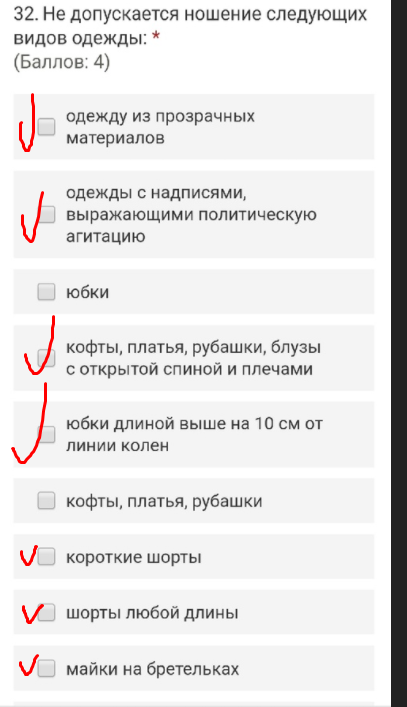 32. Не допускается ношение следующих
видов одежды: *
(Баллов: 4)
одежду из прозрачных
материалов
одежды с надписями,
выражающими политическую
агитацию
юбки
кофты, платья, рубашки, блузы
с открытой спиной и плечами
юбки длиной выше на 10 см от
линии колен
кофты, платья, рубашки
короткие шорты
шорты любой длины
майки на бретельках